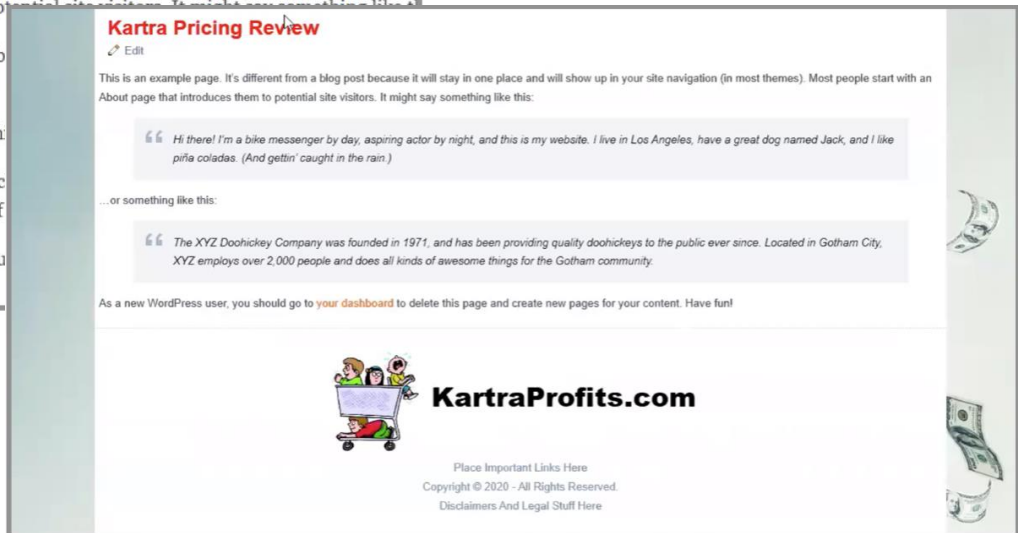 otential site visitors. It might say something like t
Kartra Pricing Review
Edit
This is an example page. It's different from a blog post because it will stay in one place and will show up in your site navigation (in most themes). Most people start with an
About page that introduces them to potential site visitors. It might say something like this:
Hi there! I'm a bike messenger by day, aspiring actor by night, and this is my website. I live in Los Angeles, have a great dog named Jack, and I like
piña coladas. (And gettin' caught in the rain.)
...or something like this:
The XYZ Doohickey Company was founded in 1971, and has been providing quality doohickeys to the public ever since. Located in Gotham City,
XYZ employs over 2,000 people and does all kinds of awesome things for the Gotham community.
As a new WordPress user, you should go to your dashboard to delete this page and create new pages for your content. Have fun!
KartraProfits.com
Place Important Links Here
Copyright © 2020 - All Rights Reserved.
Disclaimers And Legal Stuff Here